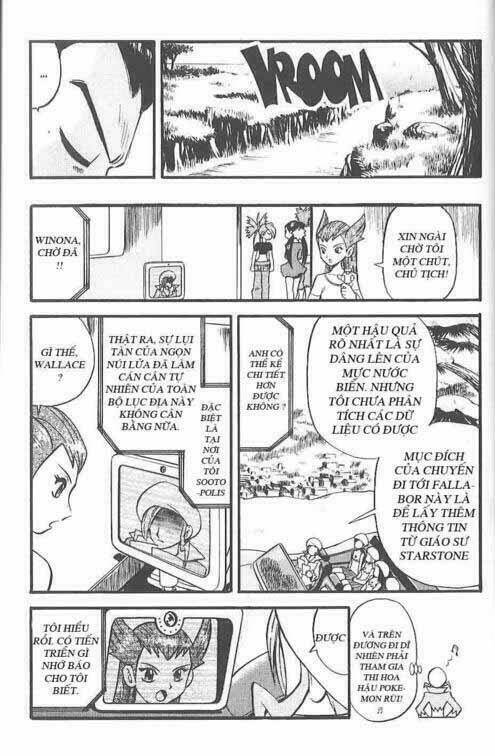 ...
VROOM
WINONA,
CHỜ ĐÃ
!!
XIN NGÀI
CHỜ TÔI
MỘT CHÚT,
CHỦ TỊCH!
GÌ THẾ,
WALLACE
?
THẬT RA, SỰ LỤI
TÀN CỦA NGỌN
NÚI LỬA ĐÃ LÀM
CÁN CÂN TỰ
NHIÊN CỦA TOÀN
BỘ LỤC ĐỊA NÀY
KHÔNG CÂN
BẰNG NỮA.
ĐẶC
BIỆT LÀ
TẠI
NƠI
CỦA
TÔI
SOOTO
-POLIS
ANH CÓ
THỂ KỂ
CHI TIẾT
HƠN
ĐƯỢC
KHÔNG ?
MỘT HẬU QUẢ
RÕ NHẤT LÀ SỰ
DÂNG LÊN CỦA
MỰC NƯỚC
BIỂN. NHƯNG
TÔI CHƯA PHÂN
TÍCH CÁC DỮ
LIỆU CÓ ĐƯỢC
MỤC ĐÍCH
CỦA CHUYẾN
ĐI TỚI FALLA-
BOR NÀY LÀ
ĐỂ LẤY THÊM
THÔNG TIN
TỪ GIÁO SƯ
STARSTONE
TÔI HIỂU
RỒI. CÓ TIẾN
TRIỂN GÌ
NHỚ BÁO
CHO TÔI
BIẾT.
ĐƯỢC
VÀ TRÊN
ĐƯƠNG ĐI DĨ
NHIÊN PHẢI
THAM GIA
THI HOA
HẬU POKE-
MON RÙI!
♫